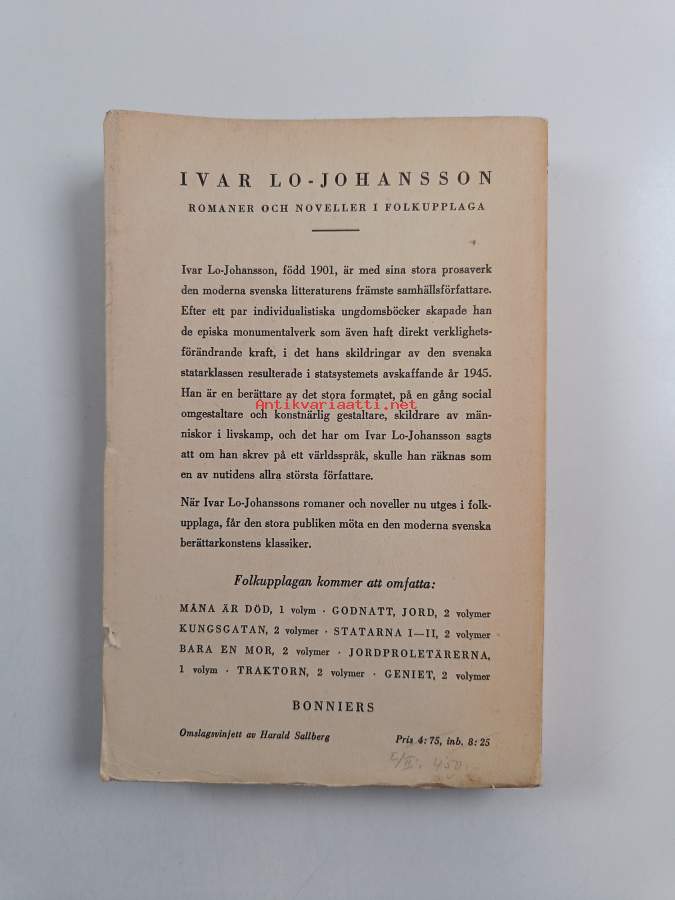 IVAR LO-JOHANSSON
ROMANER OCH NOVELLER I FOLKUPPLAGA
Ivar Lo-Johansson, född 1901, är med sina stora prosaverk
den moderna svenska litteraturens främste samhällsförfattare.
Efter ett par individualistiska ungdomsböcker skapade han
de episka monumentalverk som även haft direkt verklighets-
förändrande kraft, i det hans skildringar av den svenska
statarklassen resulterade i statsystemets avskaffande år 1945.
Han är en berättare av det stora formatet, på en gång social
Antikvariaatti.net
omgestaltare och konstnärlig gestaltare, skildrare av män-
niskor i livskamp, och det har om Ivar Lo-Johansson sagts
att om han skrev på ett världsspråk, skulle han räknas som
en av nutidens allra största författare.
När Ivar Lo-Johanssons romaner och noveller nu utges i folk-
upplaga, får den stora publiken möta en den moderna svenska
berättarkonstens klassiker.
Folkupplagan kommer att omfatta:
MÅNA ÄR DÖD, 1 volym · GODNATT, JORD, 2 volymer
KUNGSGATAN, 2 volymer · STATARNA I—II, 2 volymer
BARA EN MOR, 2 volymer · JORDPROLETÄRERNA,
1 volym · TRAKTORN, 2 volymer · GENIET, 2 volymer
BONNIERS
Omslagsvinjett av Harald Sallberg Pris 4:75, inb. 8:25
450:-